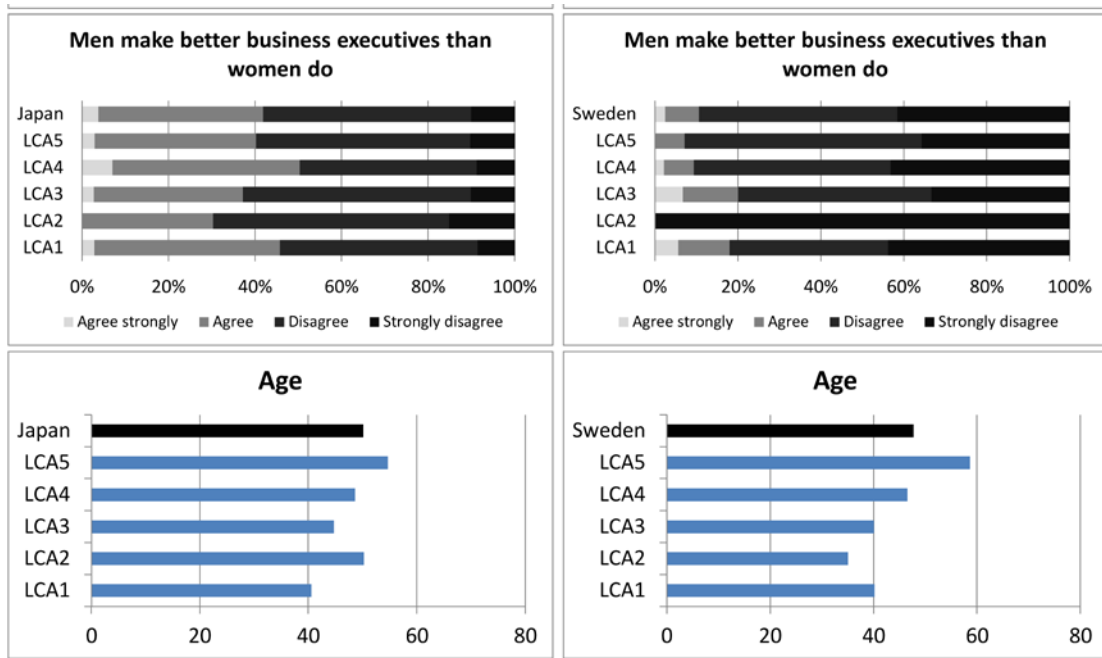 Men make better business executives than
women do
Japan
LCA5
LCA4
LCA3
LCA2
LCA1
0% 20% 40% 60% 80% 100%
Agree strongly Agree Disagree Strongly disagree
Men make better business executives than
women do
Sweden
LCA5
LCA4
LCA3
LCA2
LCA1
0% 20% 40% 60% 80% 100%
Agree strongly Agree Disagree Strongly disagree
Age
Japan
LCA5
LCA4
LCA3
LCA2
LCA1
0 20 40 60 80
Age
Sweden
LCA5
LCA4
LCA3
LCA2
LCA1
0 20 40 60 80